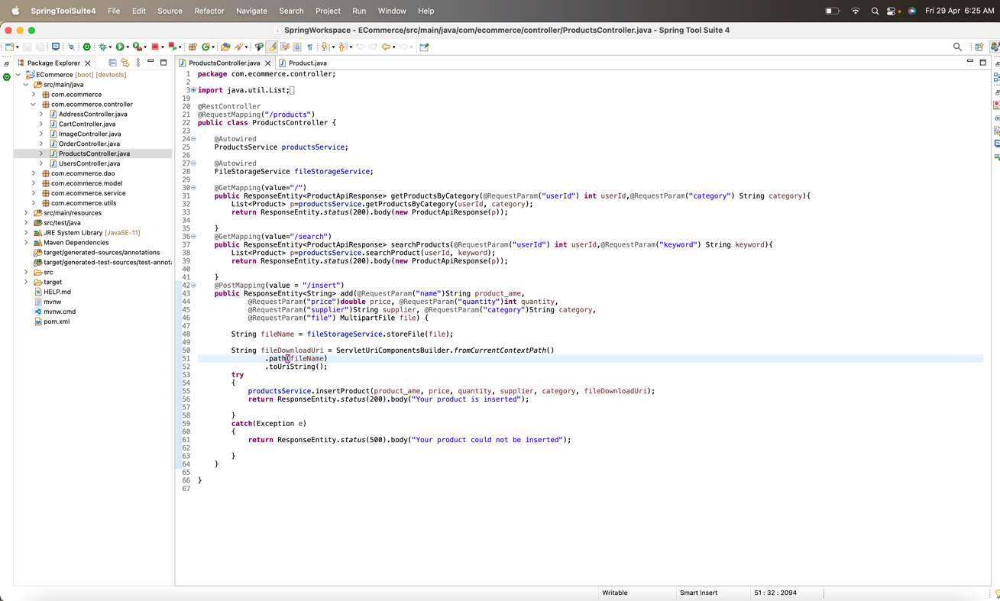 SpringToolSuite4 File Edit Source Refactor Navigate Search Project Run Window Help Fri 29 Apr 6:25 AM
SpringWorkspace - ECommerce/src/main/java/com/ecommerce/controller/ProductsController.java - Spring Tool Suite 4
Package Explorer
ECommerce [boot] [devtools]
src/main/java
com.ecommerce
com.ecommerce.controller
AddressController.java
CartController.java
ImageController.java
OrderController.java
ProductsController.java
UsersController.java
com.ecommerce.dao
com.ecommerce.model
com.ecommerce.service
com.ecommerce.utils
src/main/resources
src/test/java
JRE System Library [JavaSE-11]
Maven Dependencies
target/generated-sources/annotations
target/generated-test-sources/test-annota
src
target
HELP.md
mvnw
mvnw.cmd
pom.xml
ProductsController.java Product.java
1 package com.ecommerce.controller;
2
3 import java.util.List;
19
20 @RestController
21 @RequestMapping("/products")
22 public class ProductsController {
23
24 @Autowired
25 ProductsService productsService;
26
27 @Autowired
28 FileStorageService fileStorageService;
29
30 @GetMapping(value="/")
31 public ResponseEntity<ProductApiResponse> getProductsByCategory(@RequestParam("userId") int userId,@RequestParam("category") String category){
32 List<Product> p=productsService.getProductsByCategory(userId, category);
33 return ResponseEntity.status(200).body(new ProductApiResponse(p));
34
35 }
36 @GetMapping(value="/search")
37 public ResponseEntity<ProductApiResponse> searchProducts(@RequestParam("userId") int userId,@RequestParam("keyword") String keyword){
38 List<Product> p=productsService.searchProduct(userId, keyword);
39 return ResponseEntity.status(200).body(new ProductApiResponse(p));
40
41 }
42 @PostMapping(value = "/insert")
43 public ResponseEntity<String> add(@RequestParam("name")String product_ame,
44 @RequestParam("price")double price, @RequestParam("quantity")int quantity,
45 @RequestParam("supplier")String supplier, @RequestParam("category")String category,
46 @RequestParam("file") MultipartFile file) {
47
48 String fileName = fileStorageService.storeFile(file);
49
50 String fileDownloadUri = ServletUriComponentsBuilder.fromCurrentContextPath()
51 .path(fileName)
52 .toUriString();
53 try
54 {
55 productsService.insertProduct(product_ame, price, quantity, supplier, category, fileDownloadUri);
56 return ResponseEntity.status(200).body("Your product is inserted");
57
58 }
59 catch(Exception e)
60 {
61 return ResponseEntity.status(500).body("Your product could not be inserted");
62
63 }
64 }
65
66 }
67
Writable Smart Insert 51 : 32 : 2094